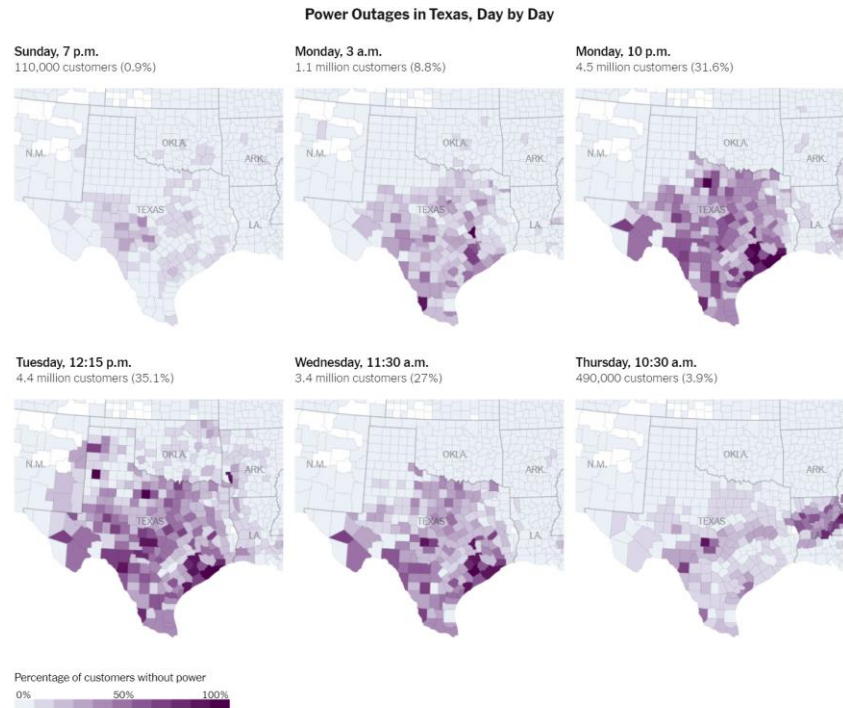 Power Outages in Texas, Day by Day
Sunday, 7 p.m.
110,000 customers (0.9%)
N.M.
OKLA.
ARK.
TEXAS
LA.
Monday, 3 a.m.
1.1 million customers (8.8%)
N.M.
OKLA.
ARK.
TEXAS
LA.
Monday, 10 p.m.
4.5 million customers (31.6%)
N.M.
OKLA.
ARK.
TEXAS
LA.
Tuesday, 12:15 p.m.
4.4 million customers (35.1%)
N.M.
OKLA.
ARK.
TEXAS
LA.
Wednesday, 11:30 a.m.
3.4 million customers (27%)
N.M.
OKLA.
ARK.
TEXAS
LA.
Thursday, 10:30 a.m.
490,000 customers (3.9%)
N.M.
OKLA.
ARK.
TEXAS
LA.
Percentage of customers without power
0% 50% 100%